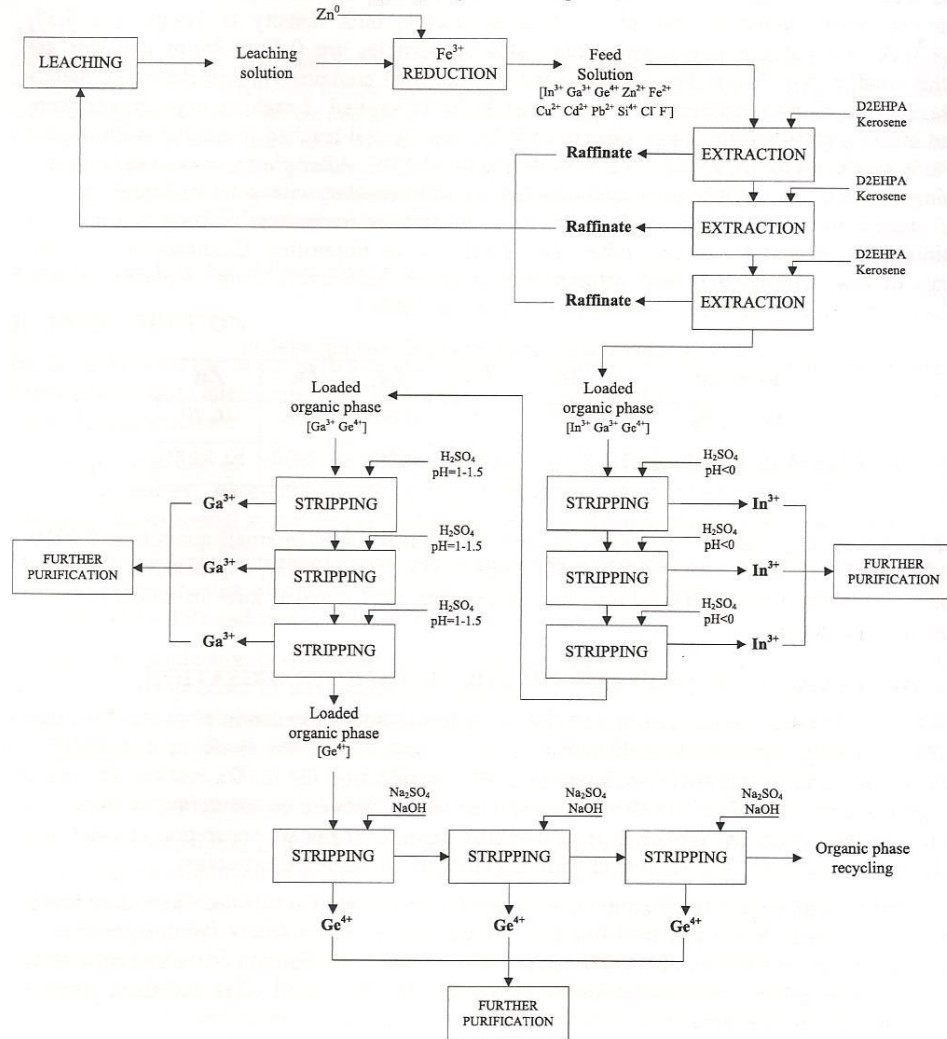 Zn⁰
LEACHING
Leaching
solution
Fe³⁺
REDUCTION
Feed
Solution
[In³⁺ Ga³⁺ Ge⁴⁺ Zn²⁺ Fe²⁺
Cu²⁺ Cd²⁺ Pb²⁺ Si⁴⁺ Cl⁻ F⁻]
D2EHPA
Kerosene
Raffinate
EXTRACTION
D2EHPA
Kerosene
Raffinate
EXTRACTION
D2EHPA
Kerosene
Raffinate
EXTRACTION
Loaded
organic phase
[In³⁺ Ga³⁺ Ge⁴⁺]
H₂SO₄
pH<0
STRIPPING
In³⁺
H₂SO₄
pH<0
STRIPPING
In³⁺
H₂SO₄
pH<0
STRIPPING
In³⁺
FURTHER
PURIFICATION
Loaded
organic phase
[Ga³⁺ Ge⁴⁺]
H₂SO₄
pH=1-1.5
STRIPPING
Ga³⁺
H₂SO₄
pH=1-1.5
STRIPPING
Ga³⁺
H₂SO₄
pH=1-1.5
STRIPPING
Ga³⁺
FURTHER
PURIFICATION
Loaded
organic phase
[Ge⁴⁺]
Na₂SO₄
NaOH
STRIPPING
Na₂SO₄
NaOH
STRIPPING
Na₂SO₄
NaOH
STRIPPING
Organic phase
recycling
Ge⁴⁺
Ge⁴⁺
Ge⁴⁺
FURTHER
PURIFICATION